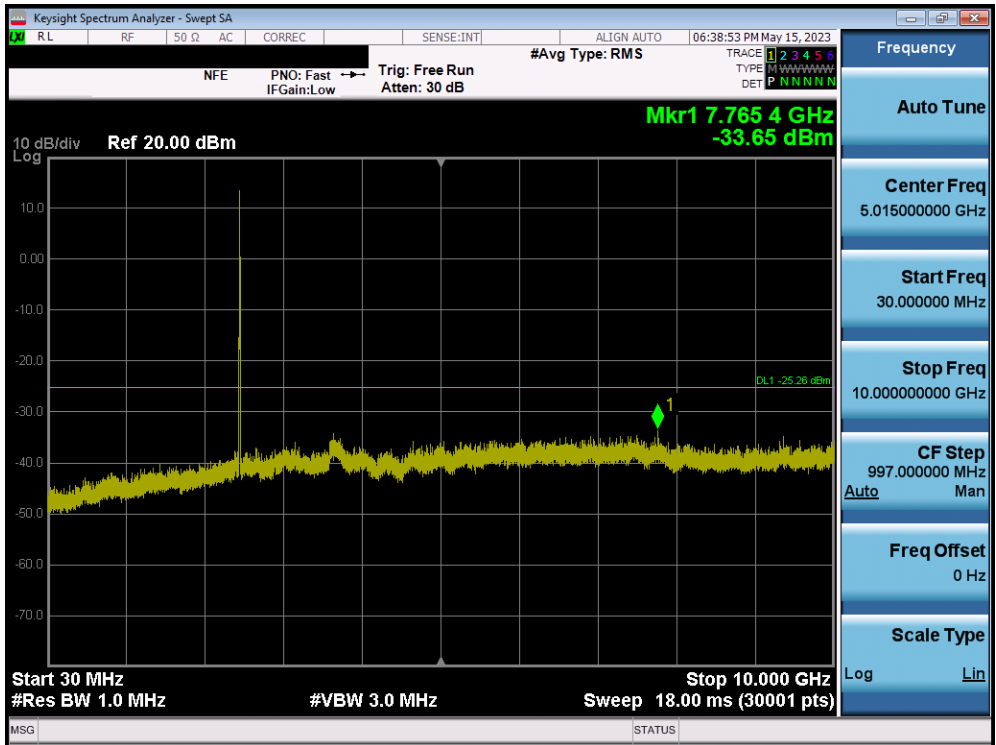 Keysight Spectrum Analyzer - Swept SA
LXI RL RF 50 Ω AC CORREC SENSE:INT ALIGN AUTO 06:38:53 PM May 15, 2023
NFE PNO: Fast Trig: Free Run #Avg Type: RMS TRACE 1 2 3 4 5 6
IFGain:Low Atten: 30 dB TYPE M WWWWW
DET P N N N N N
Mkr1 7.765 4 GHz
-33.65 dBm
10 dB/div Ref 20.00 dBm
Log
10.0
0.00
-10.0
-20.0
DL1 -25.26 dBm
-30.0
1
-40.0
-50.0
-60.0
-70.0
Start 30 MHz Stop 10.000 GHz
#Res BW 1.0 MHz #VBW 3.0 MHz Sweep 18.00 ms (30001 pts)
MSG STATUS
Frequency
Auto Tune
Center Freq
5.015000000 GHz
Start Freq
30.000000 MHz
Stop Freq
10.000000000 GHz
CF Step
997.000000 MHz
Auto Man
Freq Offset
0 Hz
Scale Type
Log Lin